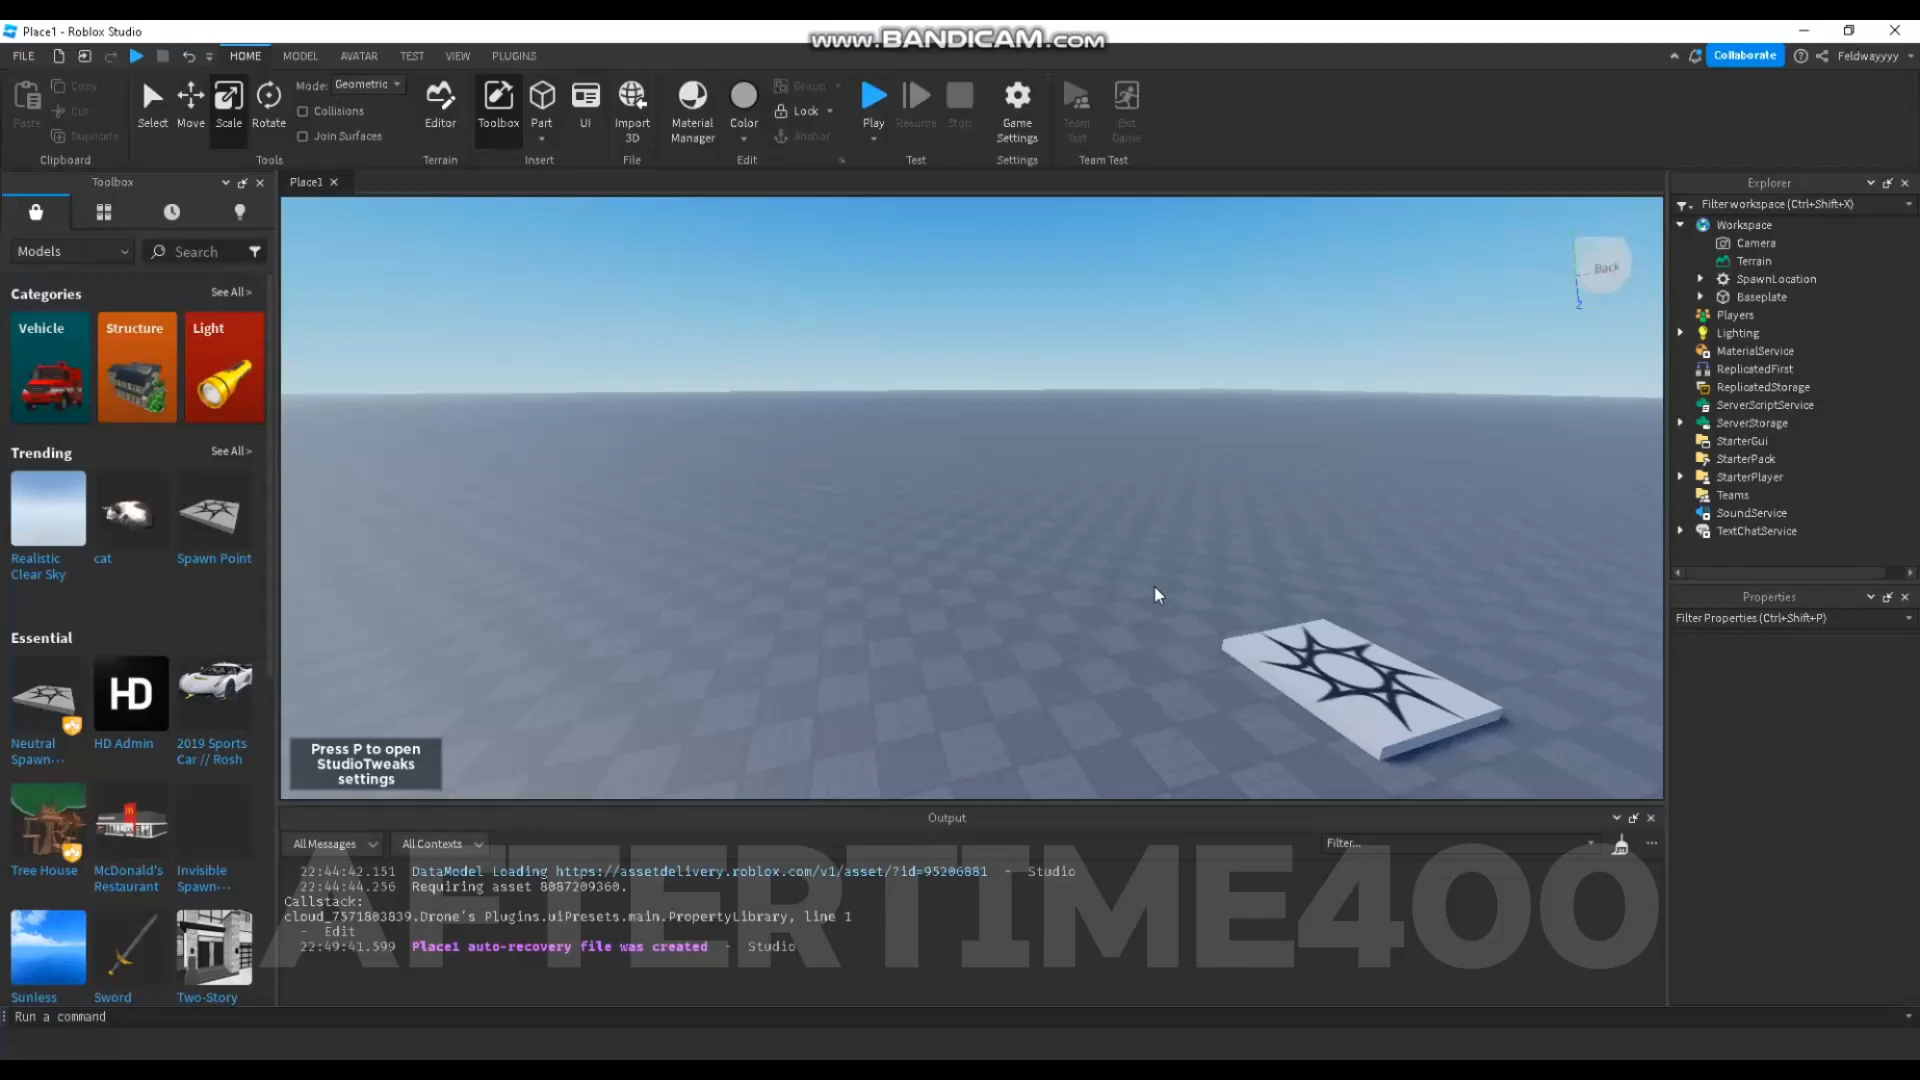 Place1 - Roblox Studio
www.BANDICAM.com
FILE HOME MODEL AVATAR TEST VIEW PLUGINS
Collaborate Feldwayyyy
Paste
Copy
Cut
Duplicate
Clipboard
Select Move Scale Rotate
Mode: Geometric
Collisions
Join Surfaces
Tools
Editor
Terrain
Toolbox Part UI
Insert
Import
3D
File
Material
Manager
Color
Group
Lock
Anchor
Edit
Play Resume Stop
Test
Game
Settings
Settings
Team
Test
Exit
Game
Team Test
Toolbox
Models
Search
Categories See All >
Vehicle Structure Light
Trending See All >
Realistic
Clear Sky
cat
Spawn Point
Essential
HD
Neutral
Spawn...
HD Admin
2019 Sports
Car // Rosh
Tree House
McDonald's
Restaurant
Invisible
Spawn...
Sunless
Sword
Two-Story
Place1
Back
Z
Press P to open
StudioTweaks
settings
Output
All Messages All Contexts Filter...
22:44:42.151 DataModel Loading https://assetdelivery.roblox.com/v1/asset/?id=95206881 - Studio
22:44:44.256 Requiring asset 8087209360.
Callstack:
cloud_7571803839.Drone's Plugins.uiPresets.main.PropertyLibrary, line 1
- Edit
22:49:41.599 Place1 auto-recovery file was created - Studio
AFTERTIME400
Run a command
Explorer
Filter workspace (Ctrl+Shift+X)
Workspace
Camera
Terrain
SpawnLocation
Baseplate
Players
Lighting
MaterialService
ReplicatedFirst
ReplicatedStorage
ServerScriptService
ServerStorage
StarterGui
StarterPack
StarterPlayer
Teams
SoundService
TextChatService
Properties
Filter Properties (Ctrl+Shift+P)